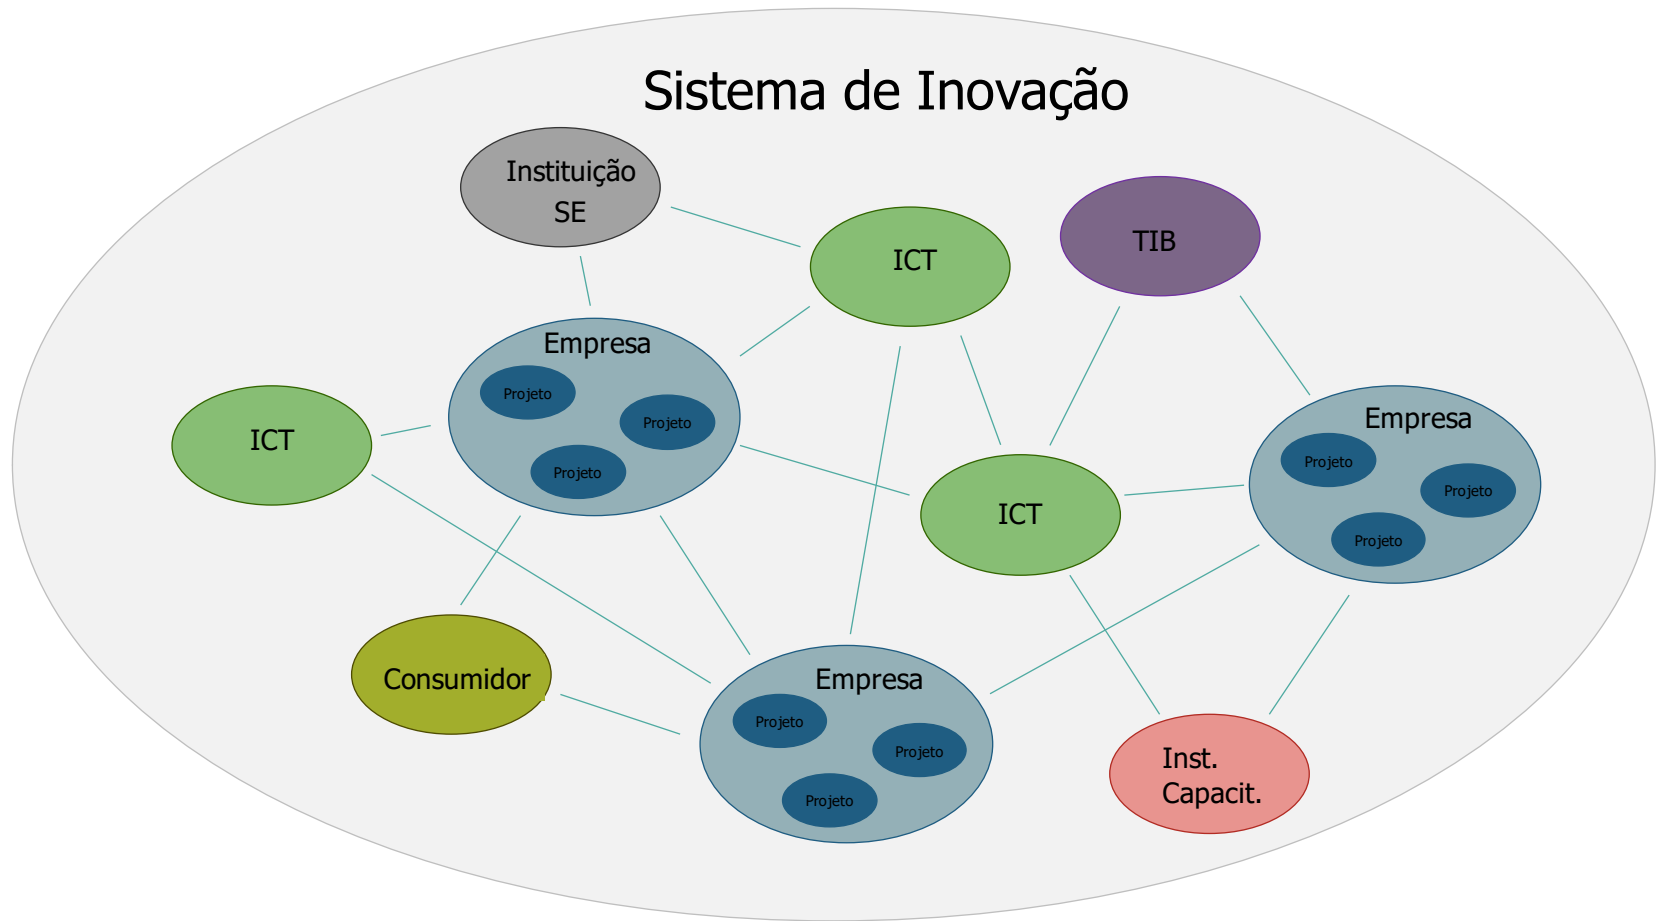 Sistema de Inovação
Instituição
SE
ICT
TIB
Empresa
Projeto
Projeto
Projeto
ICT
Empresa
Projeto
Projeto
Projeto
ICT
Consumidor
Empresa
Projeto
Projeto
Projeto
Inst.
Capacit.